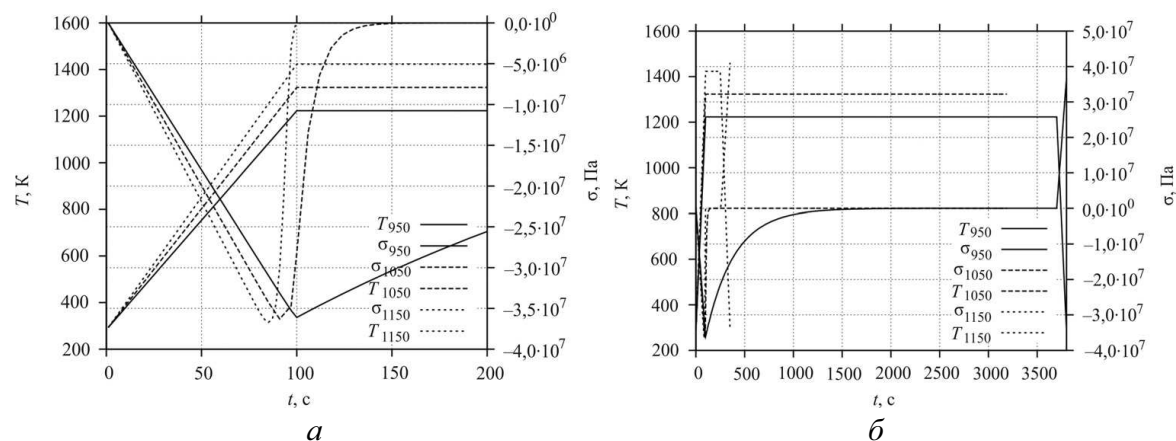 1600
1400
1200
1000
800
600
400
200
T, К
0
50
100
150
200
t, с
0,0·10⁰
–5,0·10⁶
–1,0·10⁷
–1,5·10⁷
–2,0·10⁷
–2,5·10⁷
–3,0·10⁷
–3,5·10⁷
–4,0·10⁷
σ, Па
T₉₅₀
σ₉₅₀
σ₁₀₅₀
T₁₀₅₀
σ₁₁₅₀
T₁₁₅₀
а
1600
1400
1200
1000
800
600
400
200
T, К
0
500
1000
1500
2000
2500
3000
3500
t, с
5,0·10⁷
4,0·10⁷
3,0·10⁷
2,0·10⁷
1,0·10⁷
0,0·10⁰
–1,0·10⁷
–2,0·10⁷
–3,0·10⁷
–4,0·10⁷
σ, Па
T₉₅₀
σ₉₅₀
σ₁₀₅₀
T₁₀₅₀
σ₁₁₅₀
T₁₁₅₀
б